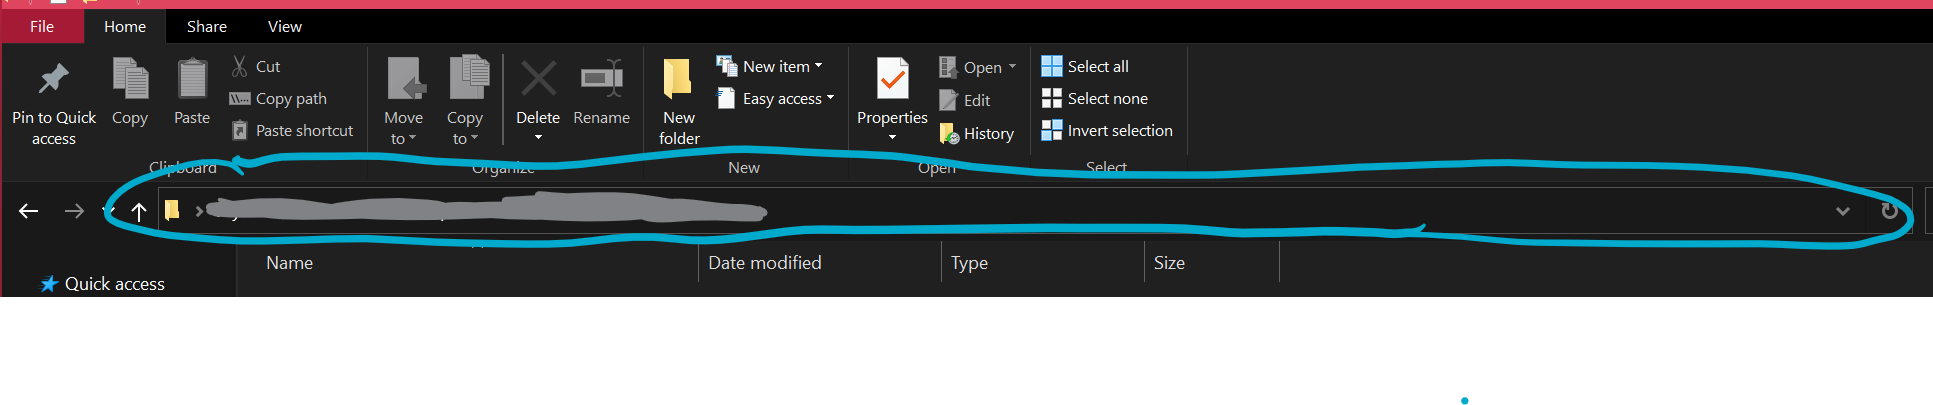 File Home Share View
Cut
New item
Open
Select all
Copy path
Easy access
Edit
Select none
Pin to Quick access
Copy
Paste
Paste shortcut
Move to
Copy to
Delete
Rename
New folder
Properties
History
Invert selection
Clipboard Organize New Open Select
Name Date modified Type Size
Quick access